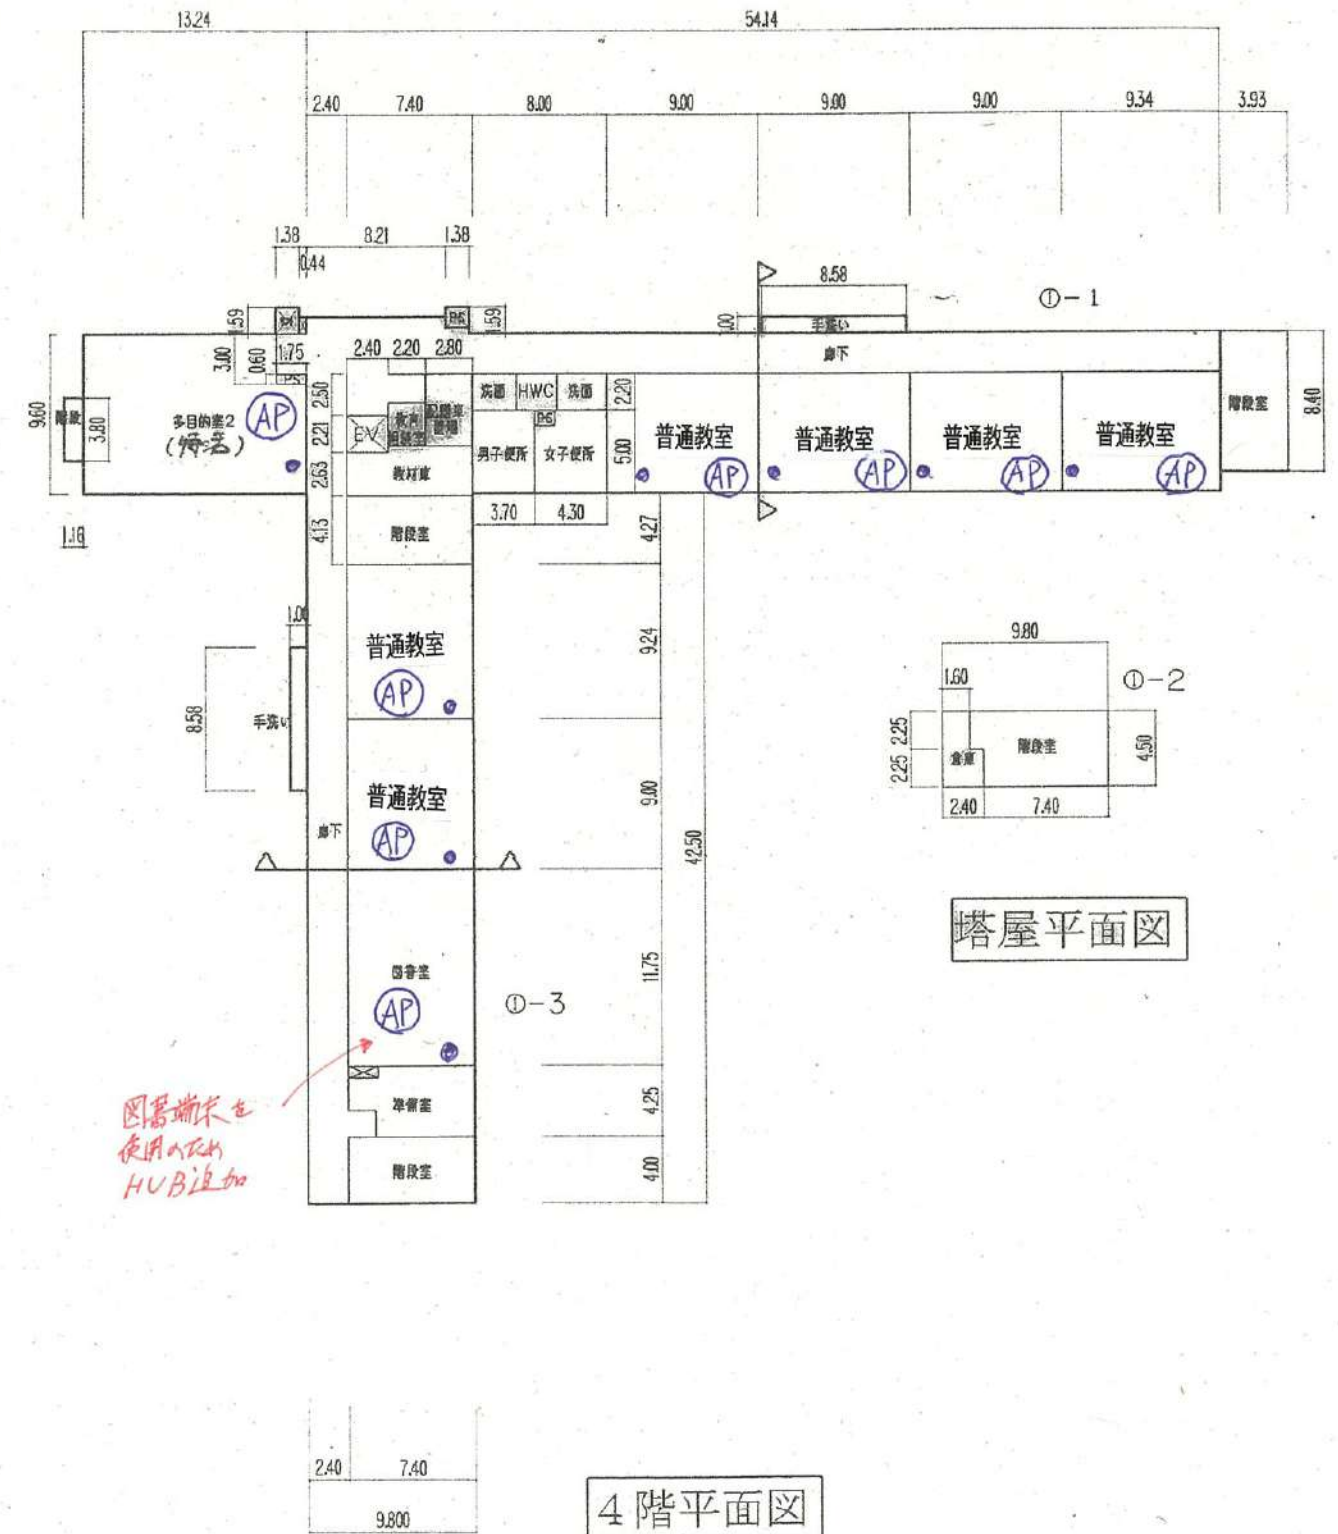 13.24
54.14
2.40
7.40
8.00
9.00
9.00
9.00
9.34
3.93
1.38
8.21
1.38
0.44
8.58
①-1
1.59
1.59
1.00
手洗い
廊下
3.00
0.60
1.75
2.40
2.20
2.80
PS
9.60
階段
3.80
多目的室2
(特活)
AP
2.50
2.21
2.63
4.13
EV
洗面
HWC
洗面
2.20
PS
男子便所
女子便所
5.00
教材庫
階段室
普通教室
AP
普通教室
AP
普通教室
AP
普通教室
AP
階段室
8.40
1.16
3.70
4.30
4.27
1.00
8.58
手洗い
普通教室
AP
9.24
普通教室
AP
9.00
廊下
42.50
9.80
1.60
①-2
2.25
2.25
倉庫
階段室
4.50
2.40
7.40
塔屋平面図
図書室
AP
11.75
①-3
図書端末を
使用のため
HUB追加
準備室
4.25
階段室
4.00
2.40
7.40
9.800
4階平面図